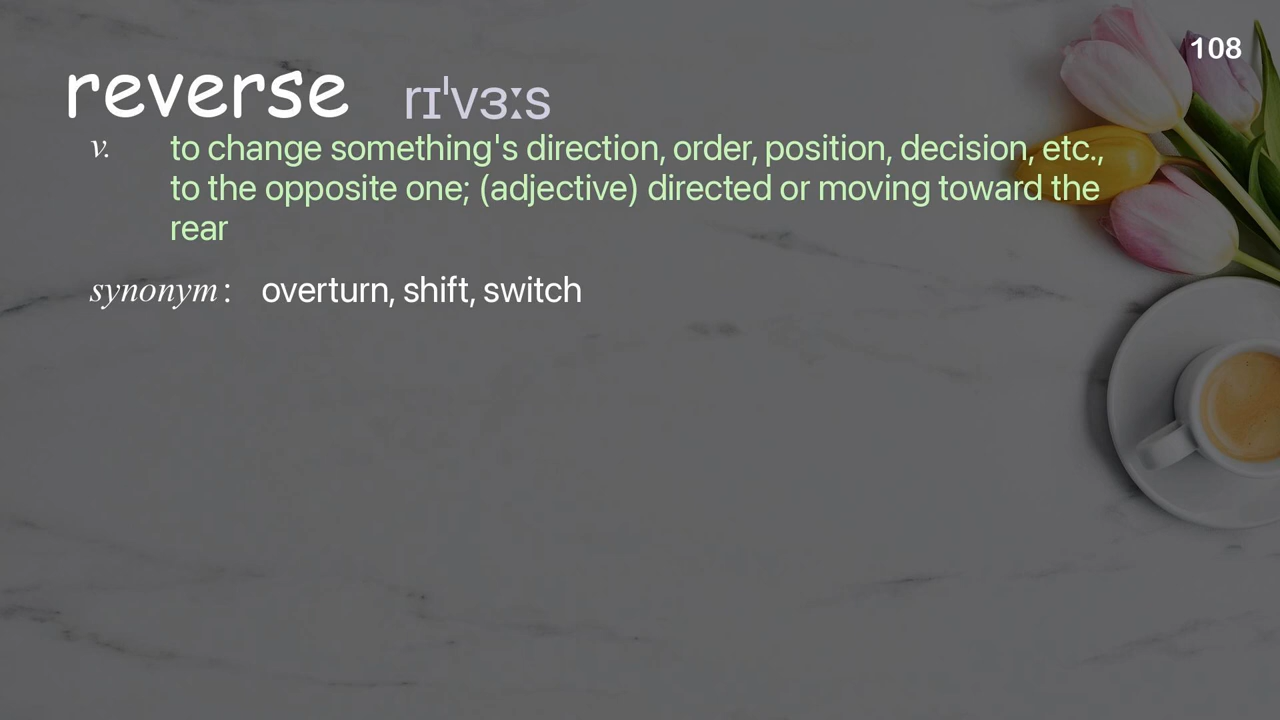 108
reverse rɪˈvɜːs
v. to change something's direction, order, position, decision, etc.,
to the opposite one; (adjective) directed or moving toward the
rear
synonym: overturn, shift, switch